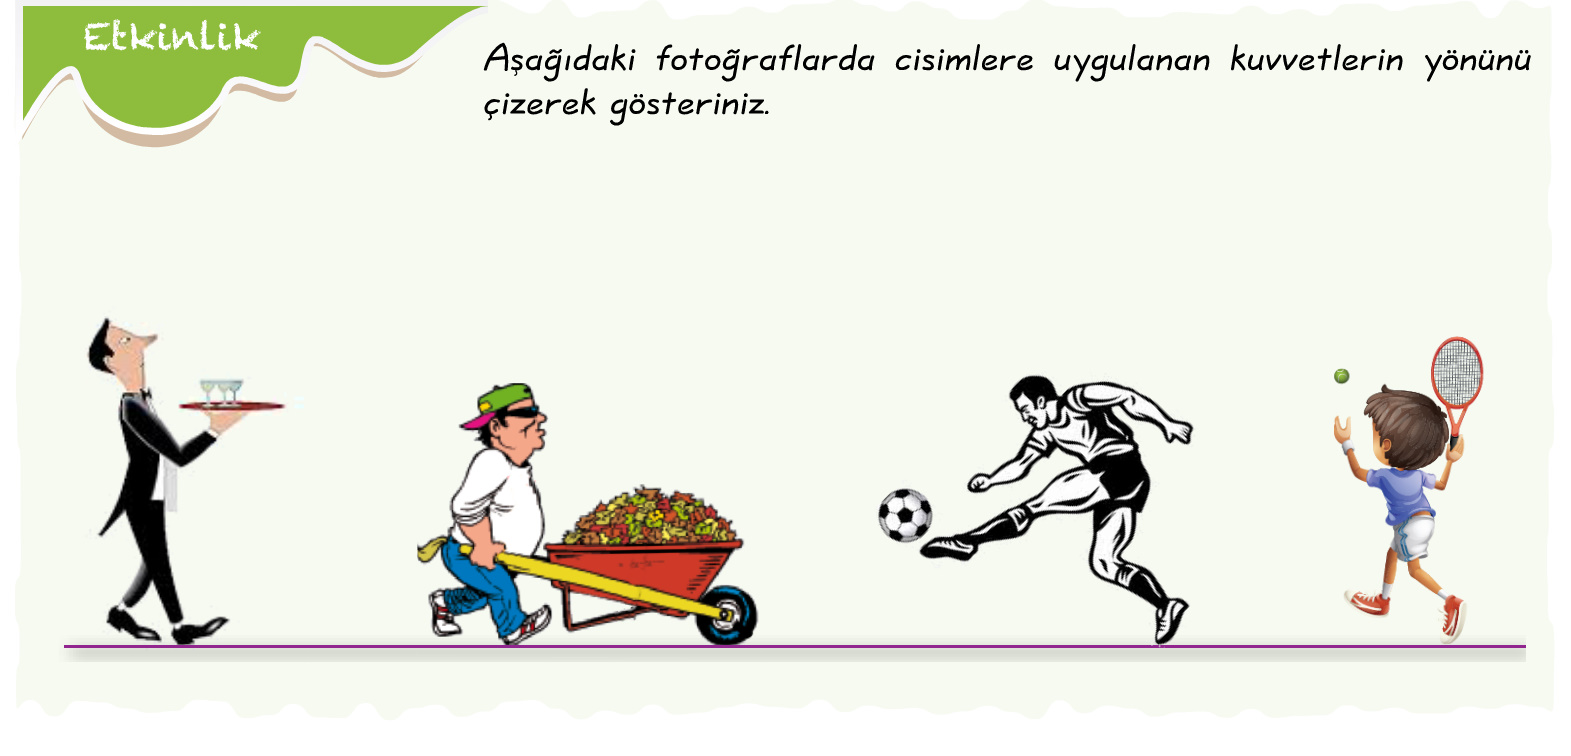 Etkinlik
Aşağıdaki fotoğraflarda cisimlere uygulanan kuvvetlerin yönünü
çizerek gösteriniz.